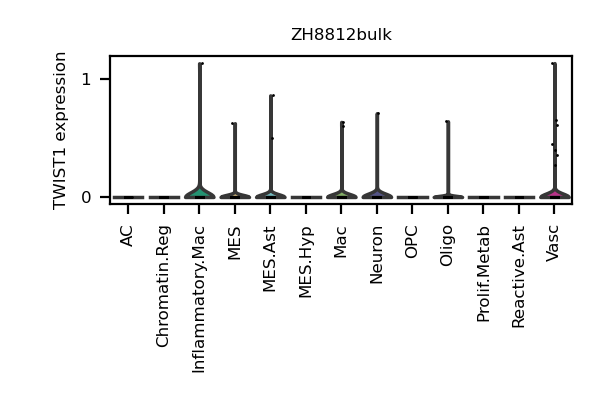 ZH8812bulk
TWIST1 expression
1
0
AC
Chromatin.Reg
Inflammatory.Mac
MES
MES.Ast
MES.Hyp
Mac
Neuron
OPC
Oligo
Prolif.Metab
Reactive.Ast
Vasc